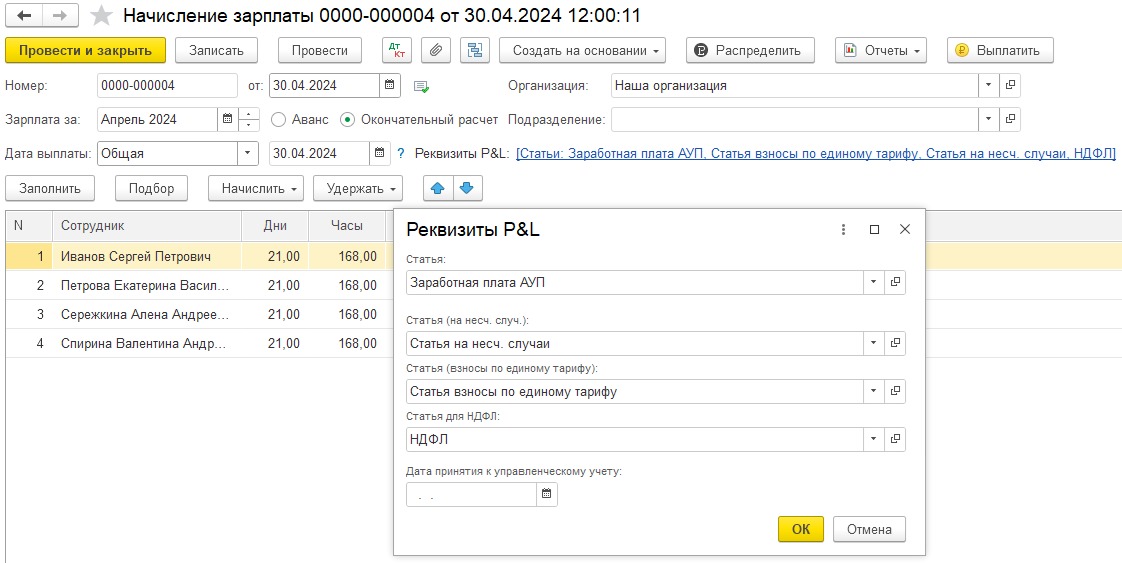 Начисление зарплаты 0000-000004 от 30.04.2024 12:00:11
Провести и закрыть Записать Провести Дт Кт Создать на основании Распределить Отчеты Выплатить
Номер: 0000-000004 от: 30.04.2024 Организация: Наша организация
Зарплата за: Апрель 2024 Аванс Окончательный расчет Подразделение:
Дата выплаты: Общая 30.04.2024 ? Реквизиты P&L: [Статьи: Заработная плата АУП, Статья взносы по единому тарифу, Статья на несч. случаи, НДФЛ]
Заполнить Подбор Начислить Удержать
N Сотрудник Дни Часы
1 Иванов Сергей Петрович 21,00 168,00
2 Петрова Екатерина Васил... 21,00 168,00
3 Сережкина Алена Андрее... 21,00 168,00
4 Спирина Валентина Андр... 21,00 168,00
Реквизиты P&L
Статья:
Заработная плата АУП
Статья (на несч. случ.):
Статья на несч. случаи
Статья (взносы по единому тарифу):
Статья взносы по единому тарифу
Статья для НДФЛ:
НДФЛ
Дата принятия к управленческому учету:
. .
ОК Отмена